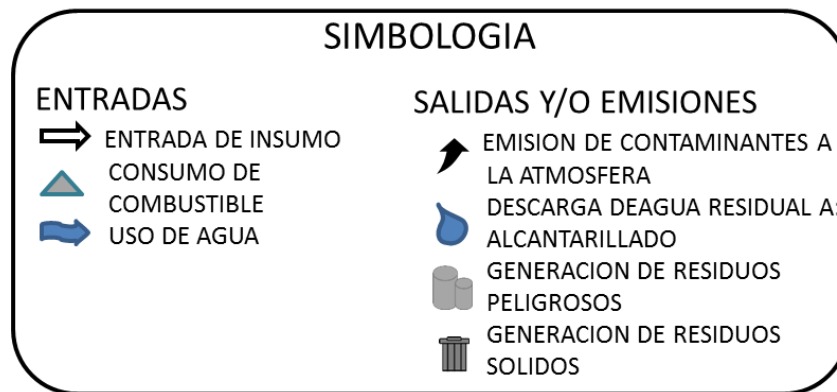 SIMBOLOGIA
ENTRADAS
ENTRADA DE INSUMO
CONSUMO DE
COMBUSTIBLE
USO DE AGUA
SALIDAS Y/O EMISIONES
EMISION DE CONTAMINANTES A
LA ATMOSFERA
DESCARGA DEAGUA RESIDUAL A:
ALCANTARILLADO
GENERACION DE RESIDUOS
PELIGROSOS
GENERACION DE RESIDUOS
SOLIDOS